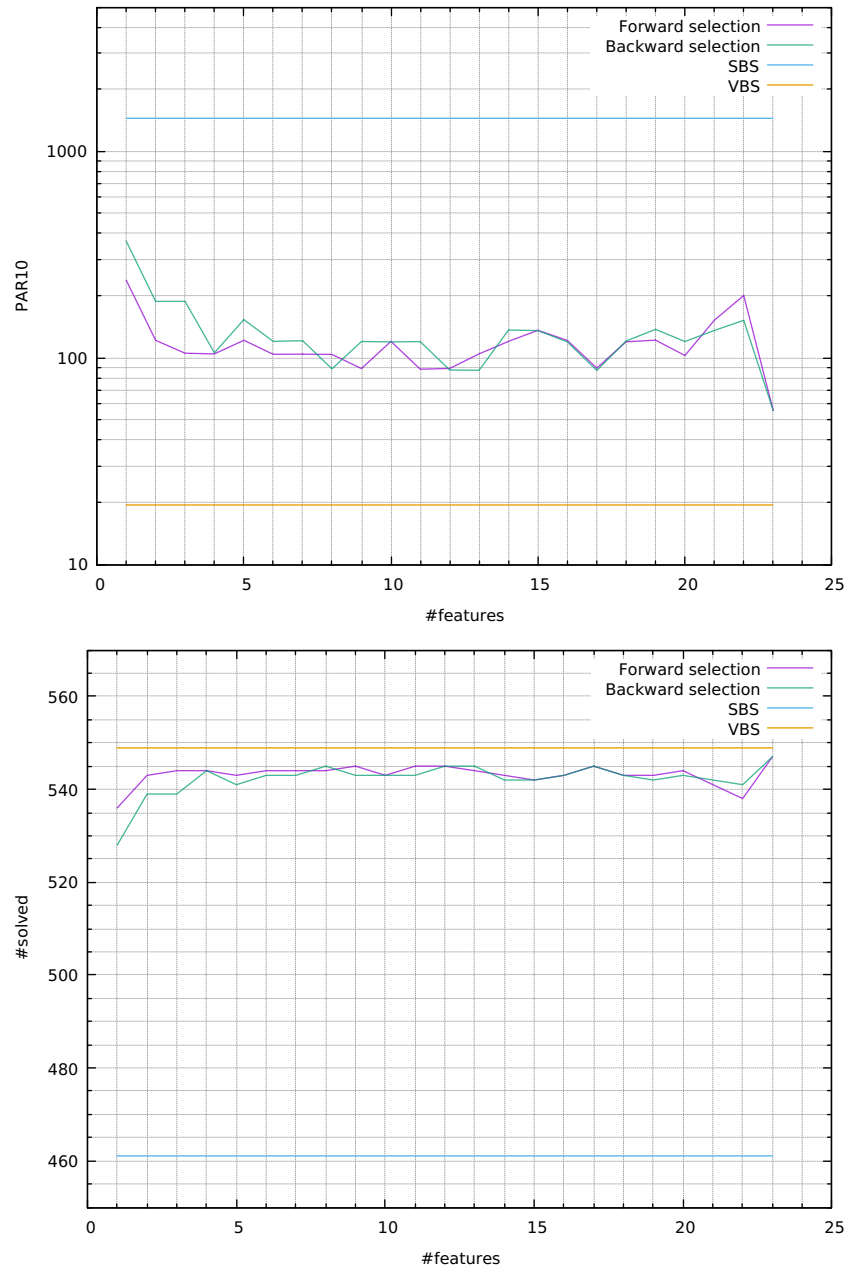 Forward selection
Backward selection
SBS
VBS
1000
100
10
PAR10
0 5 10 15 20 25
#features
Forward selection
Backward selection
SBS
VBS
560
540
520
500
480
460
#solved
0 5 10 15 20 25
#features